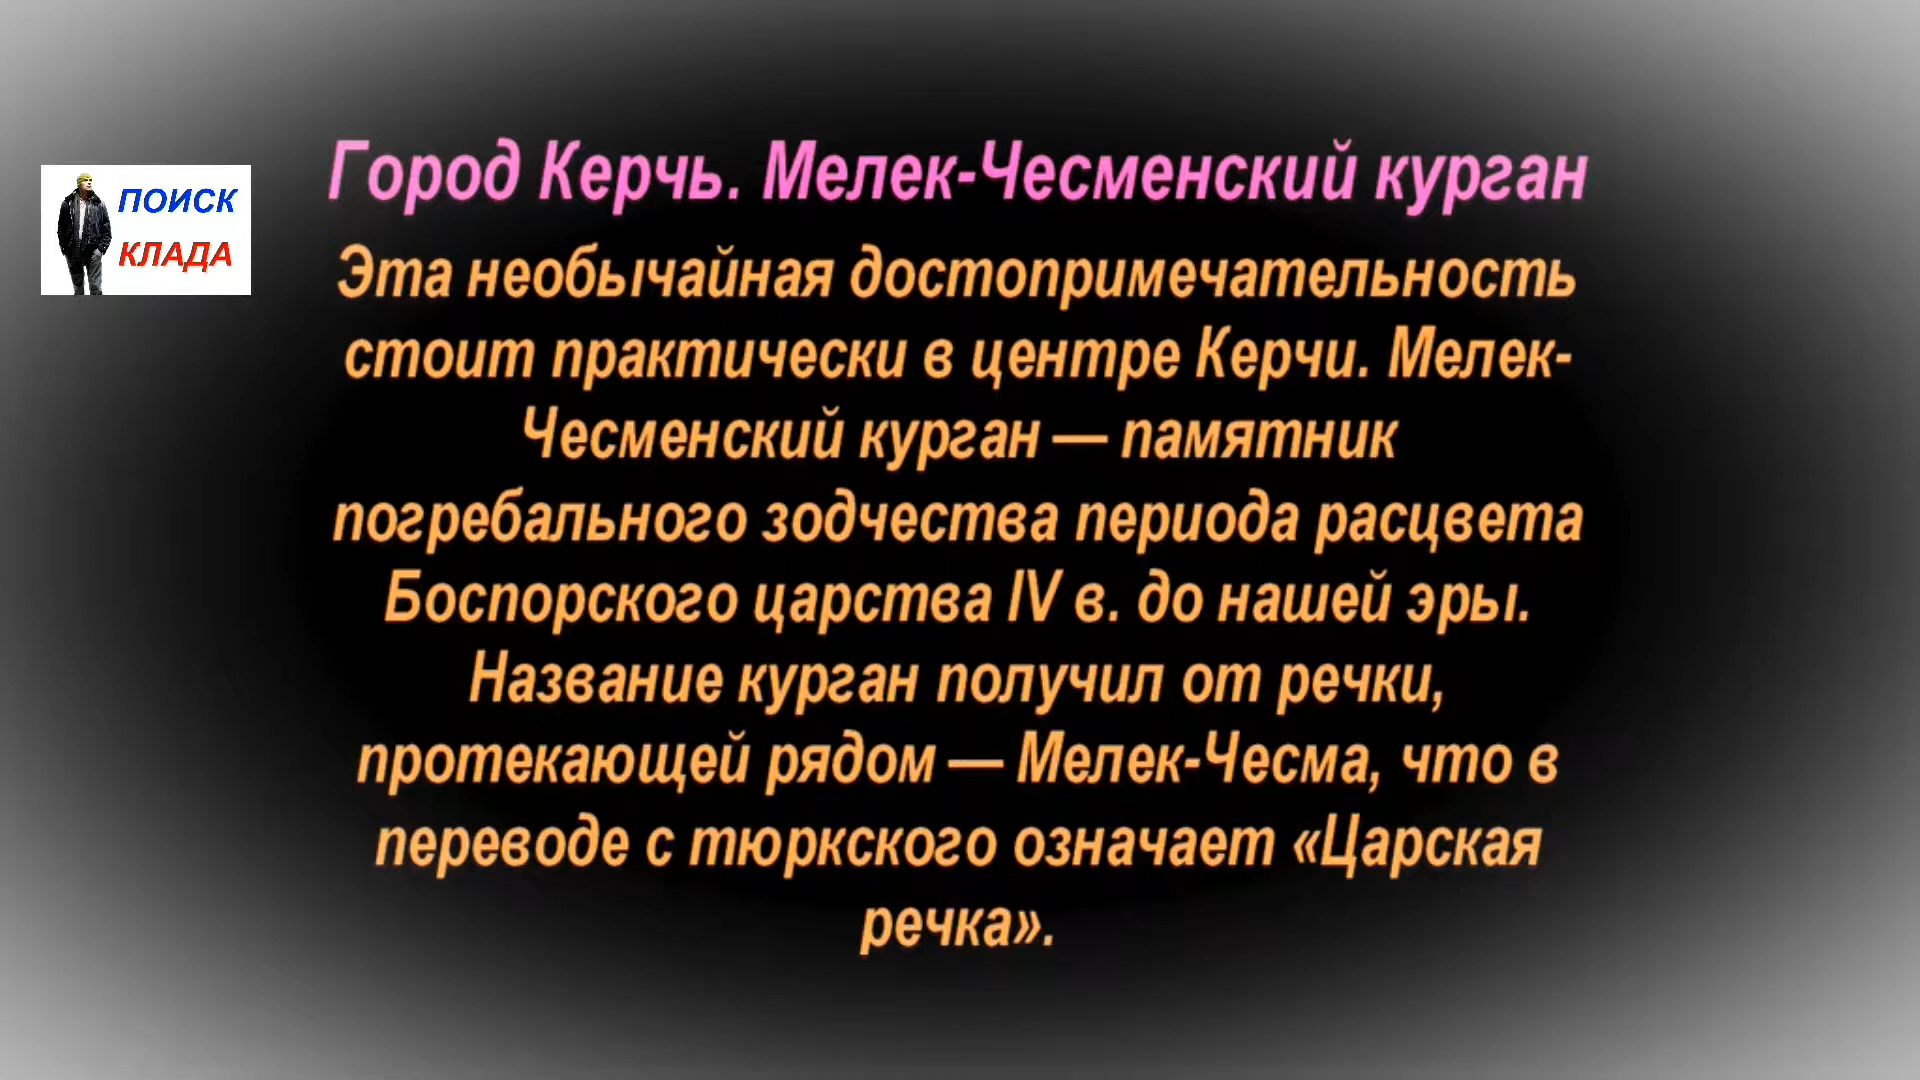 Город Керчь. Мелек-Чесменский курган
ПОИСК
КЛАДА
Эта необычайная достопримечательность
стоит практически в центре Керчи. Мелек-
Чесменский курган — памятник
погребального зодчества периода расцвета
Боспорского царства IV в. до нашей эры.
Название курган получил от речки,
протекающей рядом — Мелек-Чесма, что в
переводе с тюркского означает «Царская
речка».